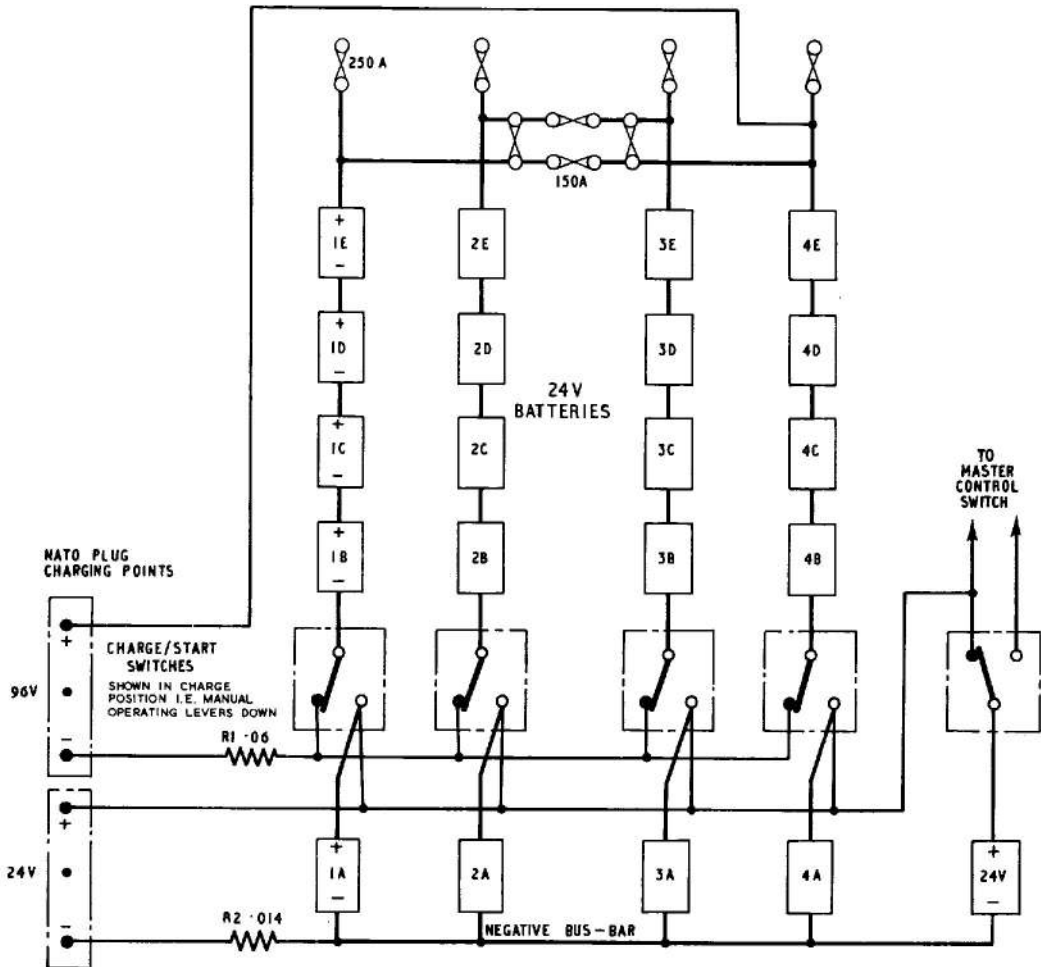 250 A
150A
+
1E
−
2E
3E
4E
+
1D
−
2D
3D
4D
24V
BATTERIES
+
1C
−
2C
3C
4C
TO
MASTER
CONTROL
SWITCH
+
1B
−
2B
3B
4B
NATO PLUG
CHARGING POINTS
+
96V
−
CHARGE/START
SWITCHES
SHOWN IN CHARGE
POSITION I.E. MANUAL
OPERATING LEVERS DOWN
R1 ·06
+
24V
−
+
1A
−
2A
3A
4A
+
24V
−
R2 ·014
NEGATIVE BUS-BAR